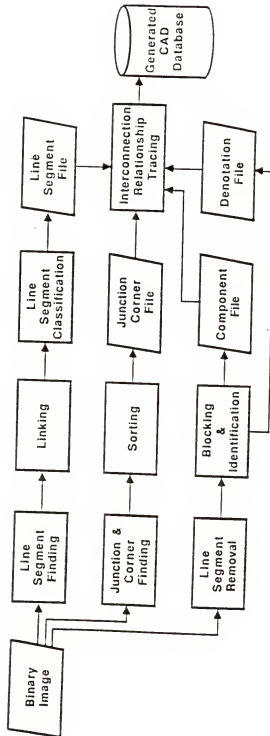 Binary
Image
Line
Segment
Finding
Linking
Line
Segment
Classification
Line
Segment
File
Junction &
Corner
Finding
Sorting
Junction
Corner
File
Interconnection
Relationship
Tracing
Generated
CAD
Database
Line
Segment
Removal
Blocking
&
Identification
Component
File
Denotation
File